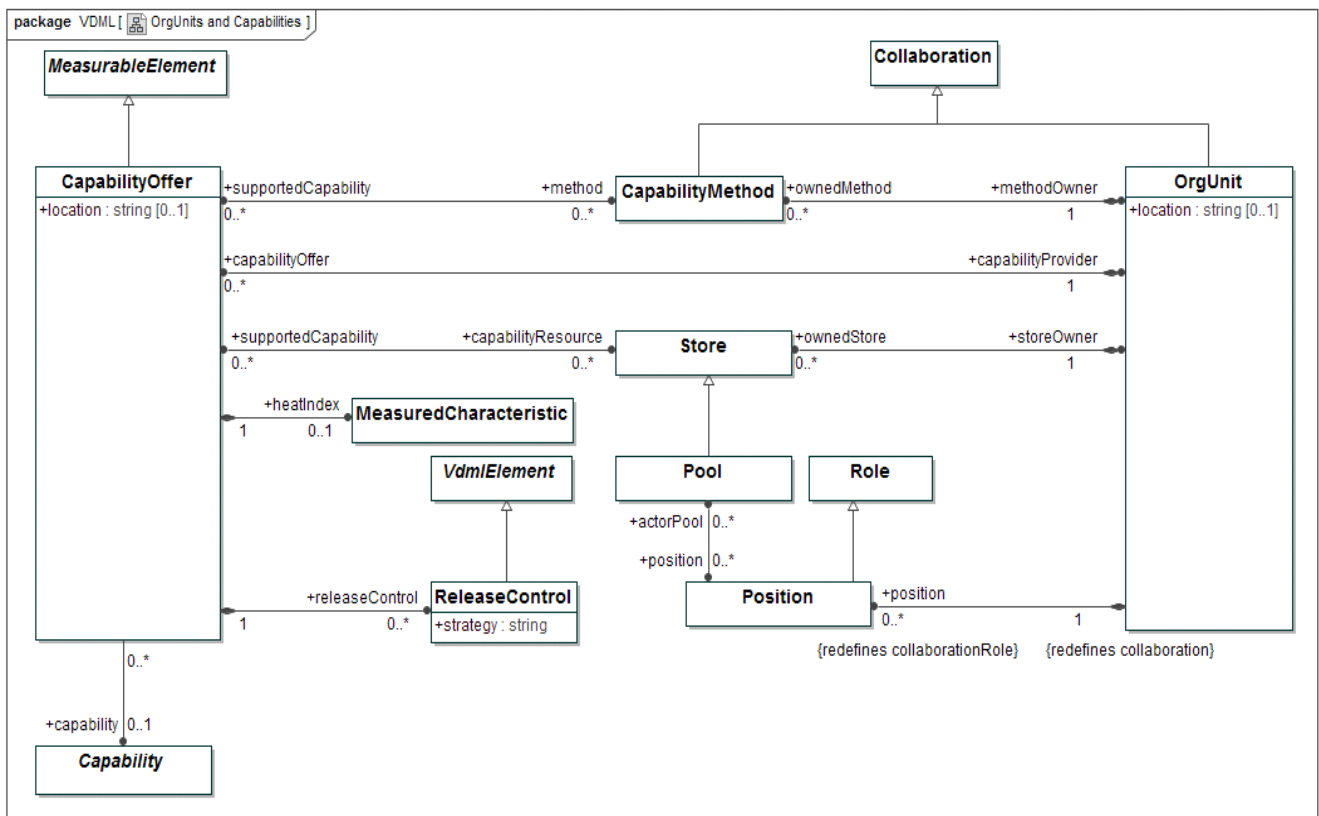 package VDML [ OrgUnits and Capabilities ]
MeasurableElement
Collaboration
CapabilityOffer
+location : string [0..1]
+supportedCapability
0..*
+method
0..*
CapabilityMethod
+ownedMethod
0..*
+methodOwner
1
OrgUnit
+location : string [0..1]
+capabilityOffer
0..*
+capabilityProvider
1
+supportedCapability
0..*
+capabilityResource
0..*
Store
+ownedStore
0..*
+storeOwner
1
+heatIndex
1
0..1
MeasuredCharacteristic
VdmlElement
Pool
Role
+actorPool
0..*
+position
0..*
+releaseControl
1
0..*
ReleaseControl
+strategy : string
Position
+position
0..*
1
{redefines collaborationRole}
{redefines collaboration}
0..*
+capability
0..1
Capability